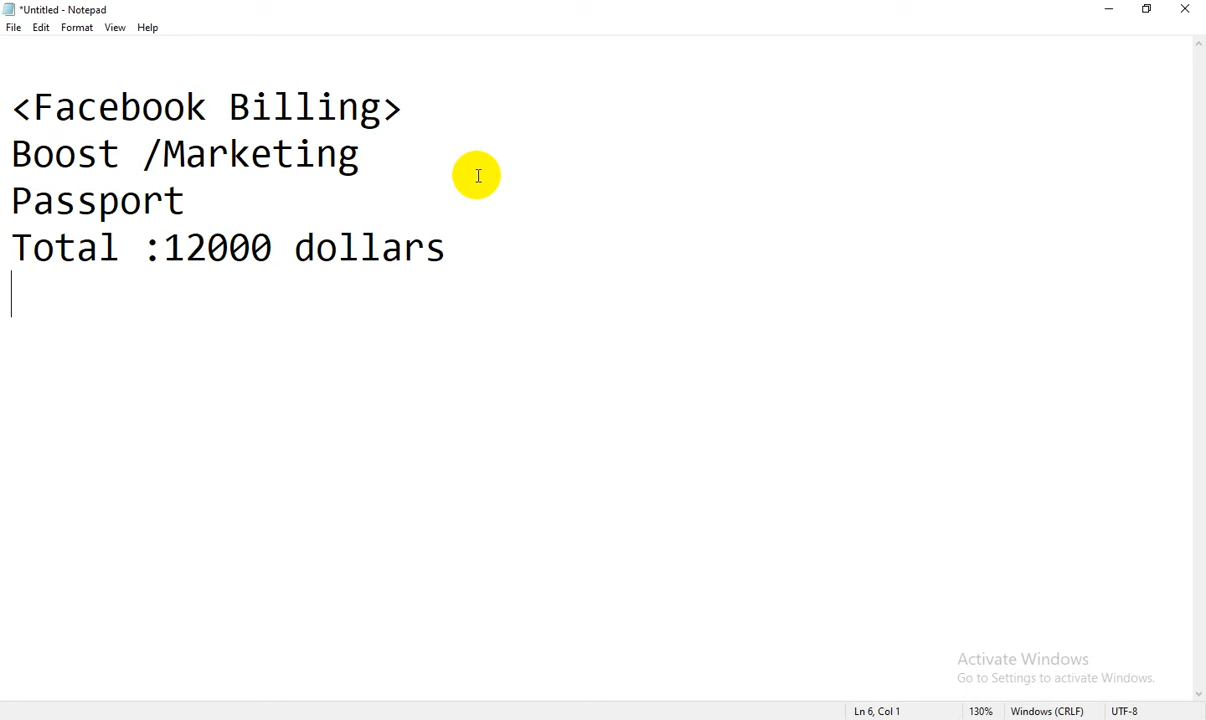 *Untitled - Notepad
File Edit Format View Help
<Facebook Billing>
Boost /Marketing
Passport
Total :12000 dollars
Activate Windows
Go to Settings to activate Windows.
Ln 6, Col 1 130% Windows (CRLF) UTF-8